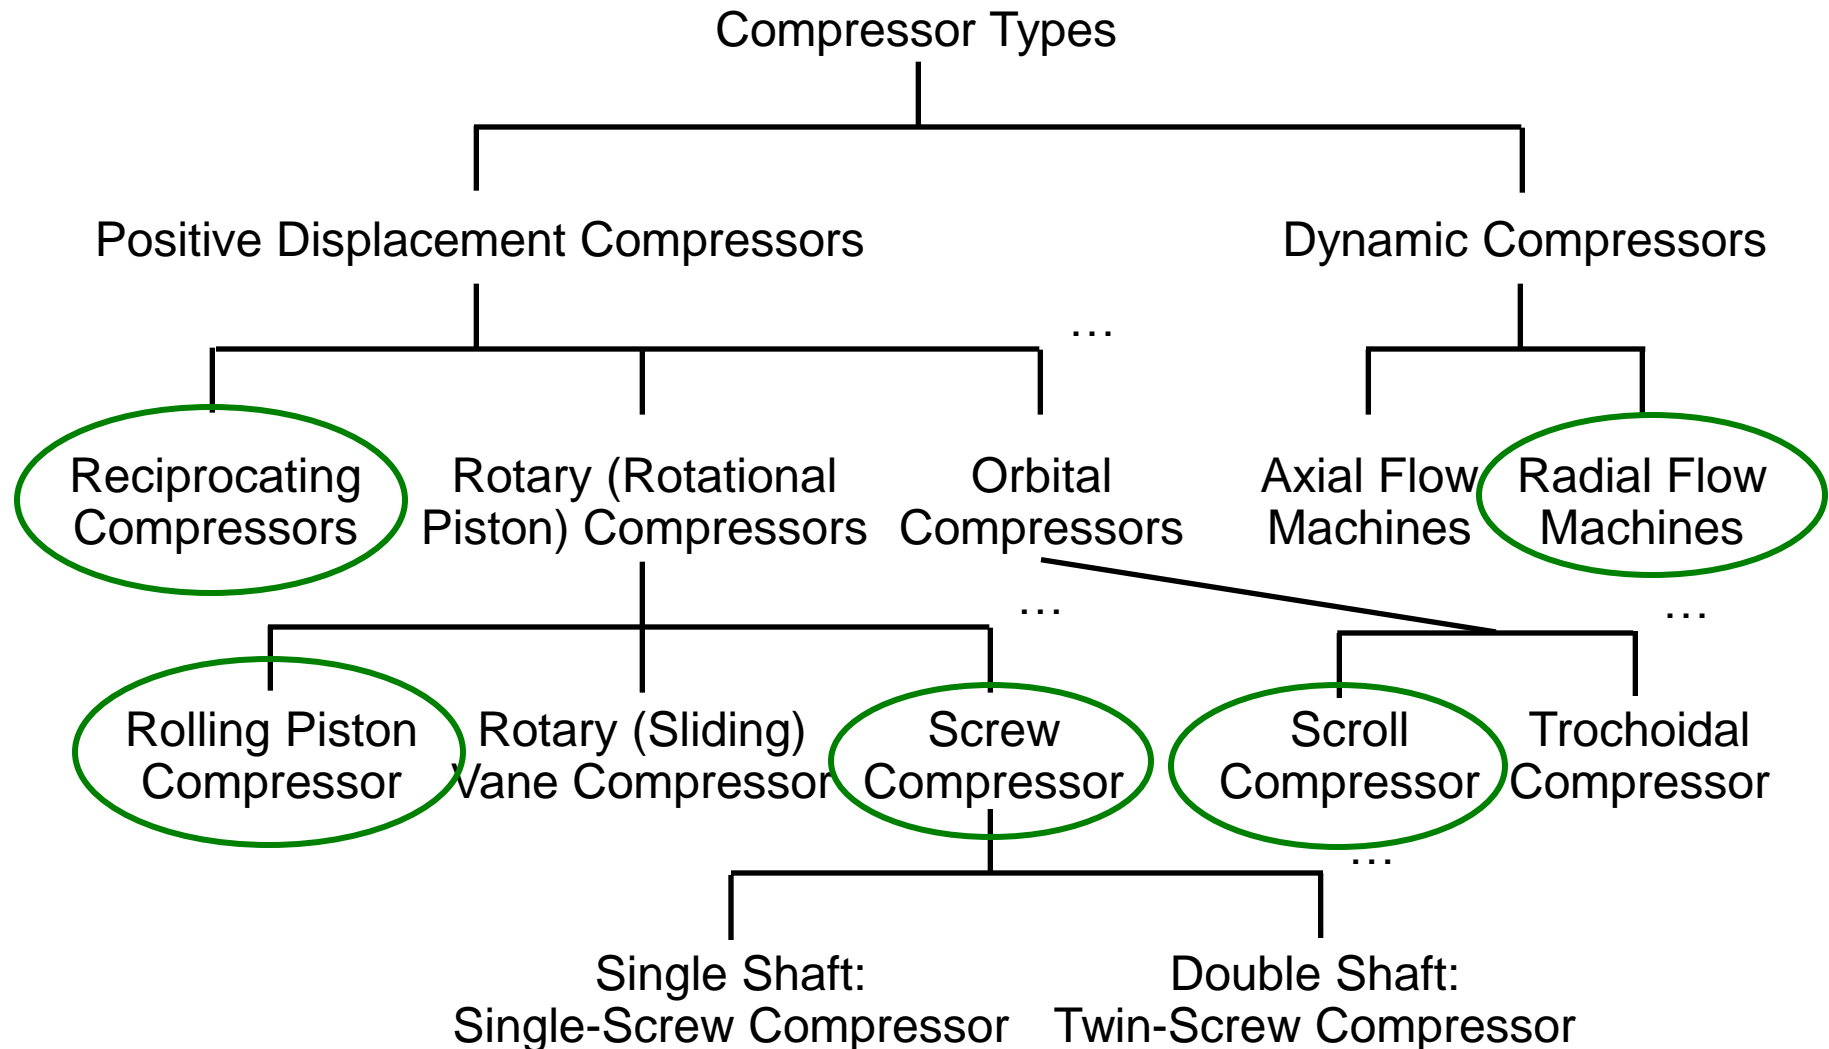 Compressor Types
Positive Displacement Compressors
Dynamic Compressors
…
Reciprocating
Compressors
Rotary (Rotational
Piston) Compressors
Orbital
Compressors
Axial Flow
Machines
Radial Flow
Machines
…
…
Rolling Piston
Compressor
Rotary (Sliding)
Vane Compressor
Screw
Compressor
Scroll
Compressor
Trochoidal
Compressor
…
Single Shaft:
Single-Screw Compressor
Double Shaft:
Twin-Screw Compressor